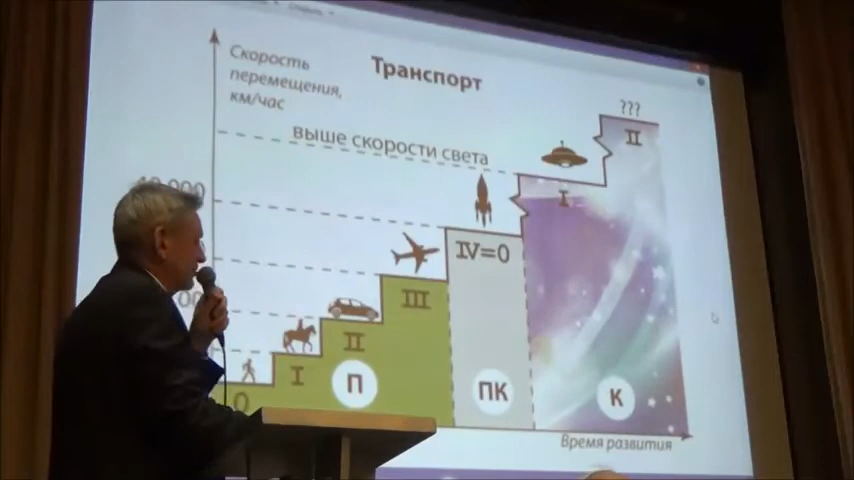 Скорость
перемещения,
км/час
Транспорт
???
выше скорости света
II
I
IV=0
III
II
I
0
П
ПК
К
Время развития